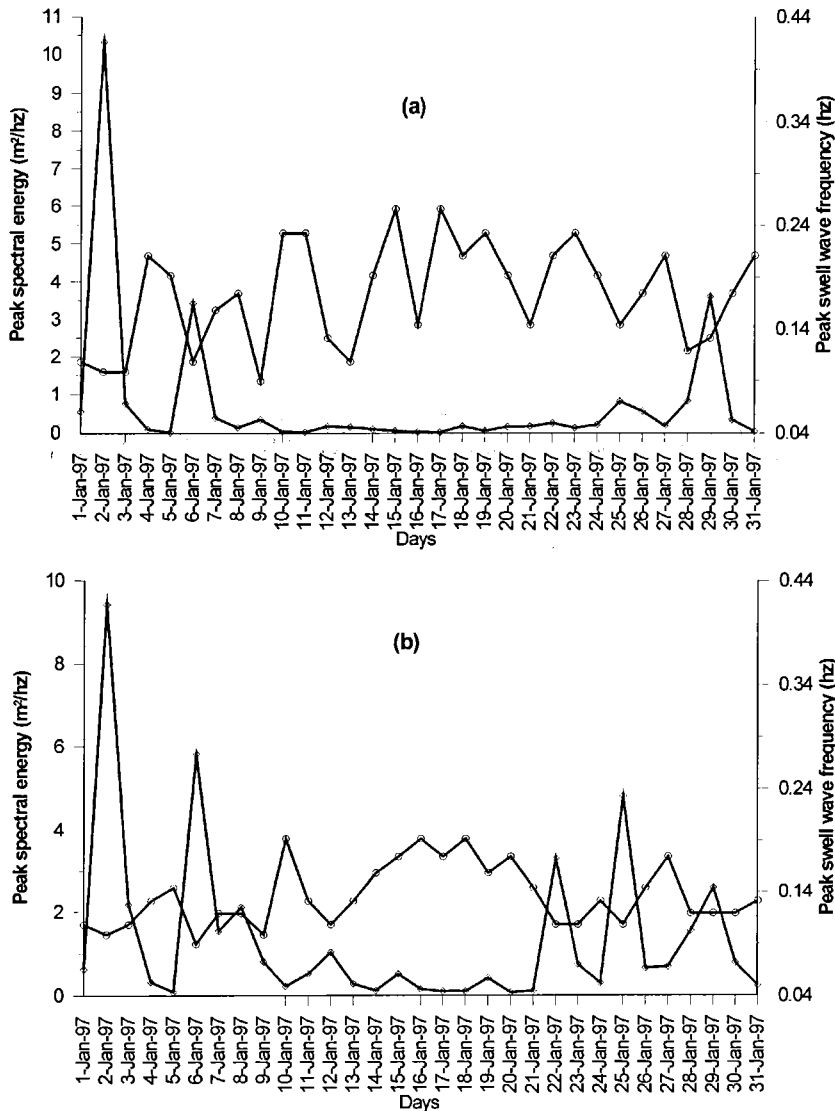 (a)
Peak spectral energy (m²/hz)
11
10
9
8
7
6
5
4
3
2
1
0
Peak swell wave frequency (hz)
0.44
0.34
0.24
0.14
0.04
1-Jan-97
2-Jan-97
3-Jan-97
4-Jan-97
5-Jan-97
6-Jan-97
7-Jan-97
8-Jan-97
9-Jan-97
10-Jan-97
11-Jan-97
12-Jan-97
13-Jan-97
14-Jan-97
15-Jan-97
16-Jan-97
17-Jan-97
18-Jan-97
19-Jan-97
20-Jan-97
21-Jan-97
22-Jan-97
23-Jan-97
24-Jan-97
25-Jan-97
26-Jan-97
27-Jan-97
28-Jan-97
29-Jan-97
30-Jan-97
31-Jan-97
Days
(b)
Peak spectral energy (m²/hz)
10
8
6
4
2
0
Peak swell wave frequency (hz)
0.44
0.34
0.24
0.14
0.04
1-Jan-97
2-Jan-97
3-Jan-97
4-Jan-97
5-Jan-97
6-Jan-97
7-Jan-97
8-Jan-97
9-Jan-97
10-Jan-97
11-Jan-97
12-Jan-97
13-Jan-97
14-Jan-97
15-Jan-97
16-Jan-97
17-Jan-97
18-Jan-97
19-Jan-97
20-Jan-97
21-Jan-97
22-Jan-97
23-Jan-97
24-Jan-97
25-Jan-97
26-Jan-97
27-Jan-97
28-Jan-97
29-Jan-97
30-Jan-97
31-Jan-97
Days